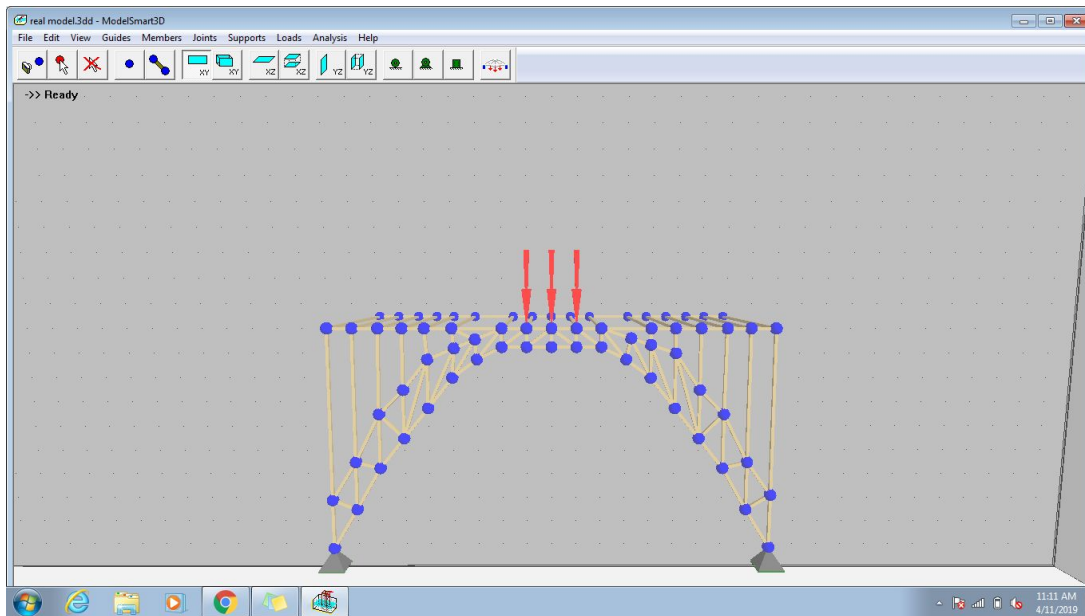 real model.3dd - ModelSmart3D
File Edit View Guides Members Joints Supports Loads Analysis Help
XY XY XZ XZ YZ YZ
->> Ready
11:11 AM
4/11/2019